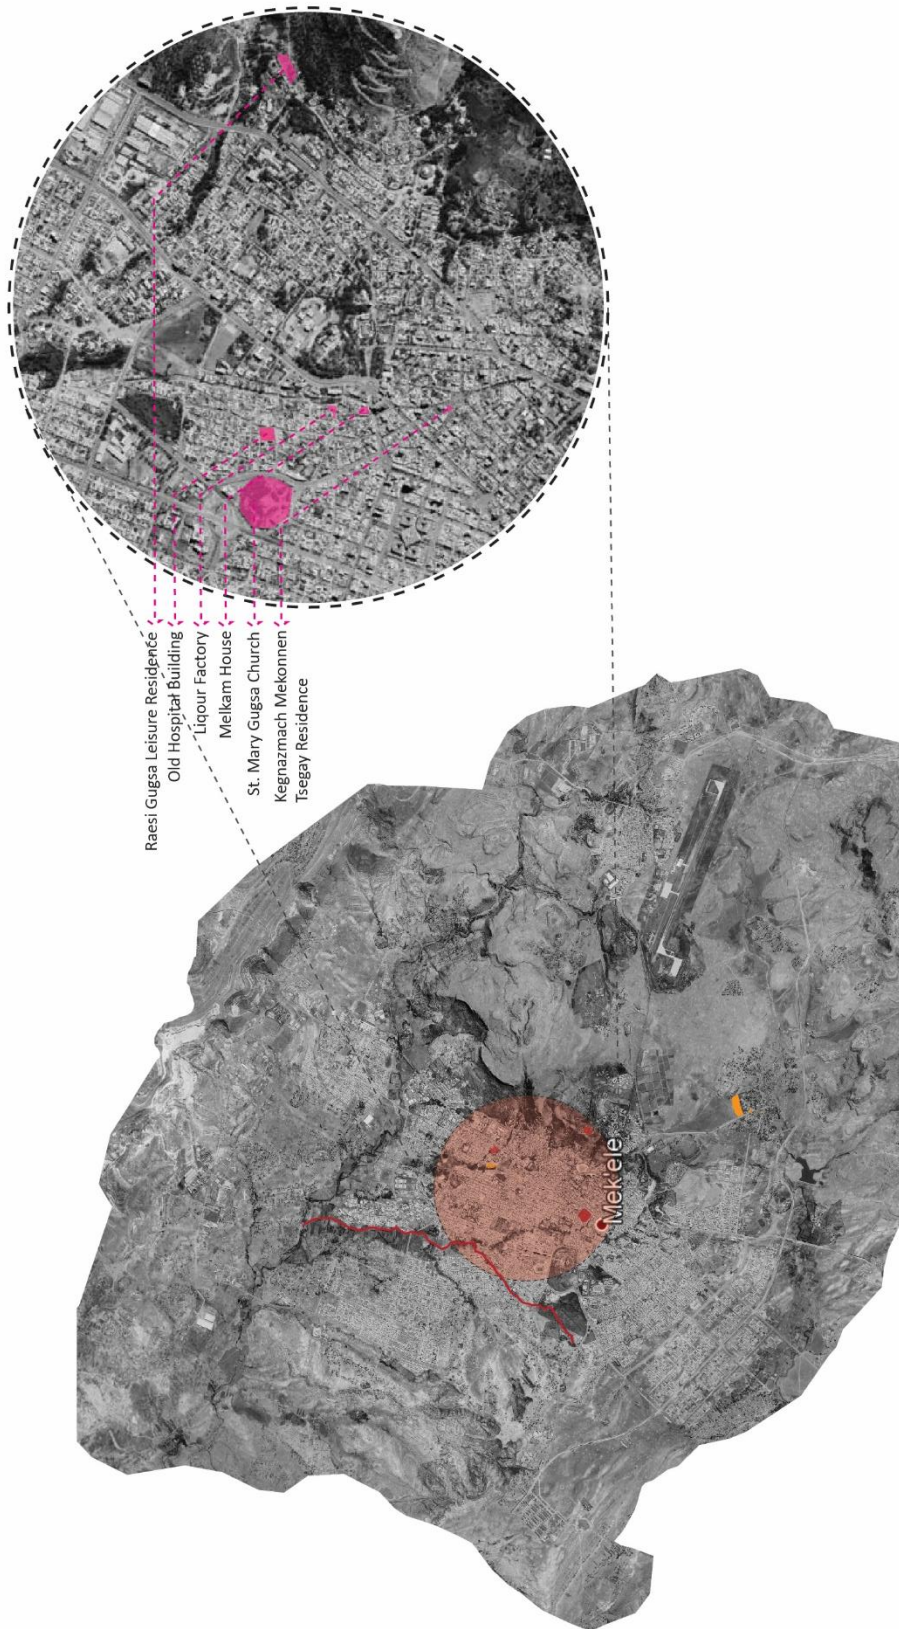 Raesi Gugsa Leisure Residence
Old Hospital Building
Liqour Factory
Melkam House
St. Mary Gugsa Church
Kegnazmach Mekonnen
Tsegay Residence
Mek'ele